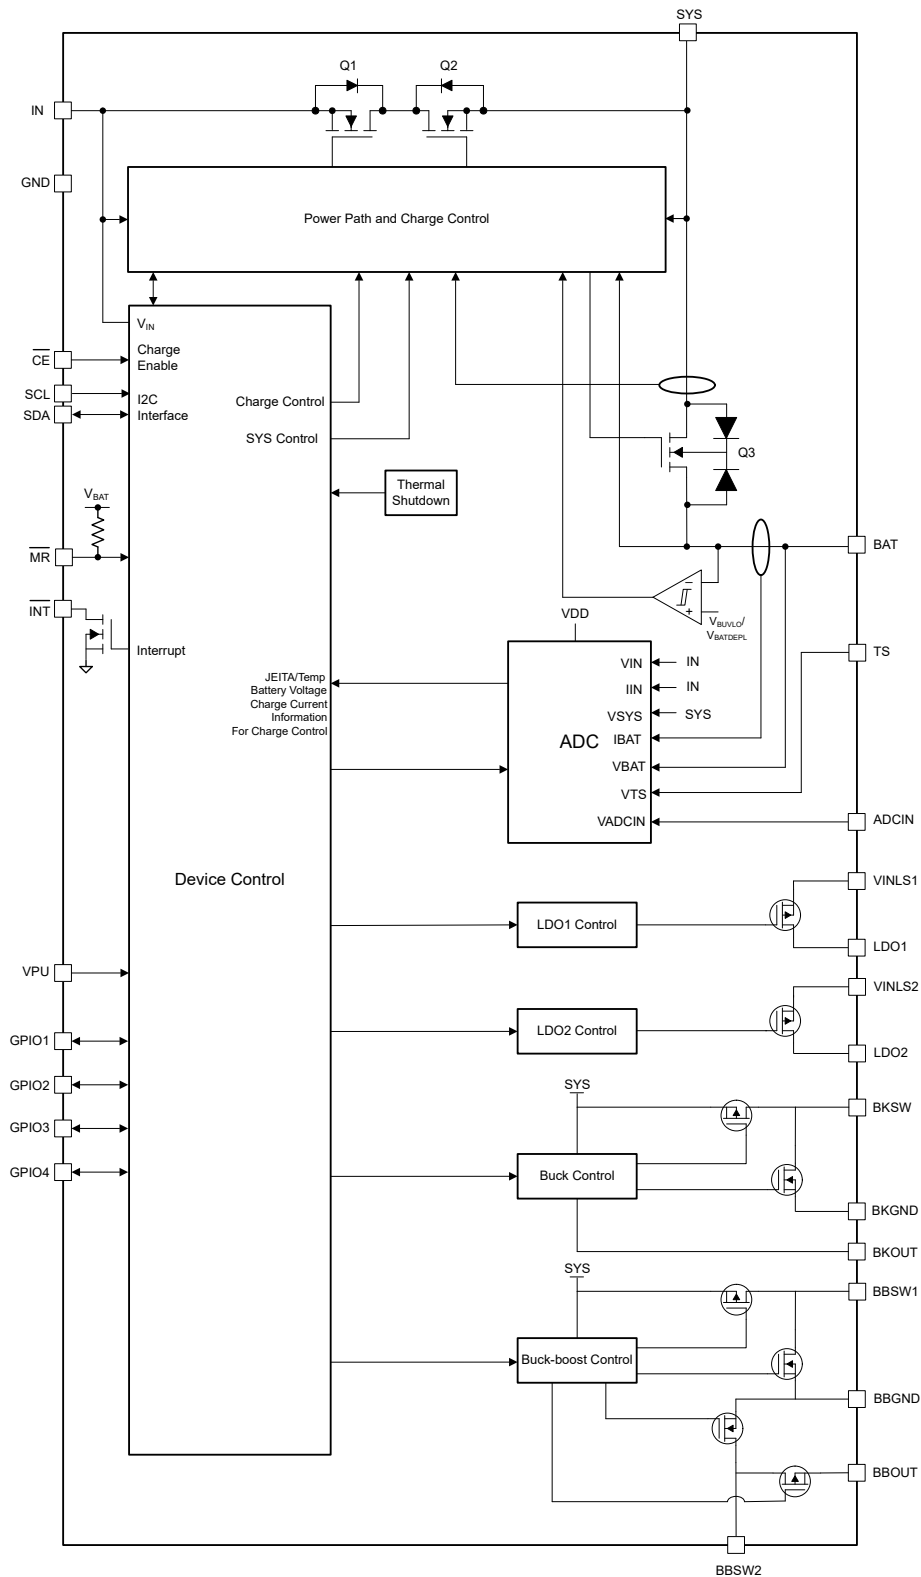 SYS
Q1
Q2
IN
GND
Power Path and Charge Control
VIN
CE
Charge
Enable
SCL
SDA
I2C
Interface
Charge Control
SYS Control
Q3
Thermal
Shutdown
VBAT
MR
BAT
INT
VBUVLO/
VBATDEPL
VDD
Interrupt
TS
JEITA/Temp
Battery Voltage
Charge Current
Information
For Charge Control
ADC
VIN
IN
IIN
IN
VSYS
SYS
IBAT
VBAT
VTS
VADCIN
ADCIN
Device Control
VINLS1
LDO1 Control
LDO1
VPU
VINLS2
LDO2 Control
LDO2
GPIO1
GPIO2
GPIO3
GPIO4
SYS
BKSW
Buck Control
BKGND
BKOUT
SYS
BBSW1
Buck-boost Control
BBGND
BBOUT
BBSW2